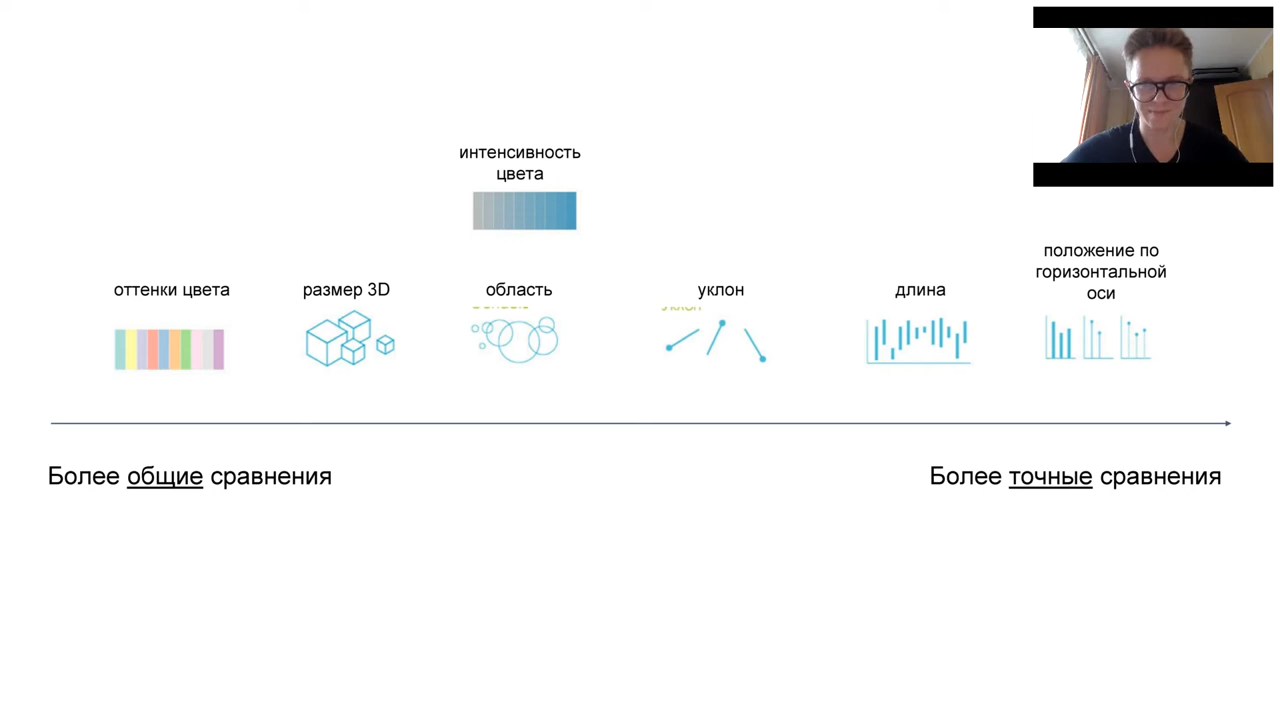 интенсивность
цвета
оттенки цвета
размер 3D
область
уклон
длина
положение по
горизонтальной
оси
Более общие сравнения
Более точные сравнения